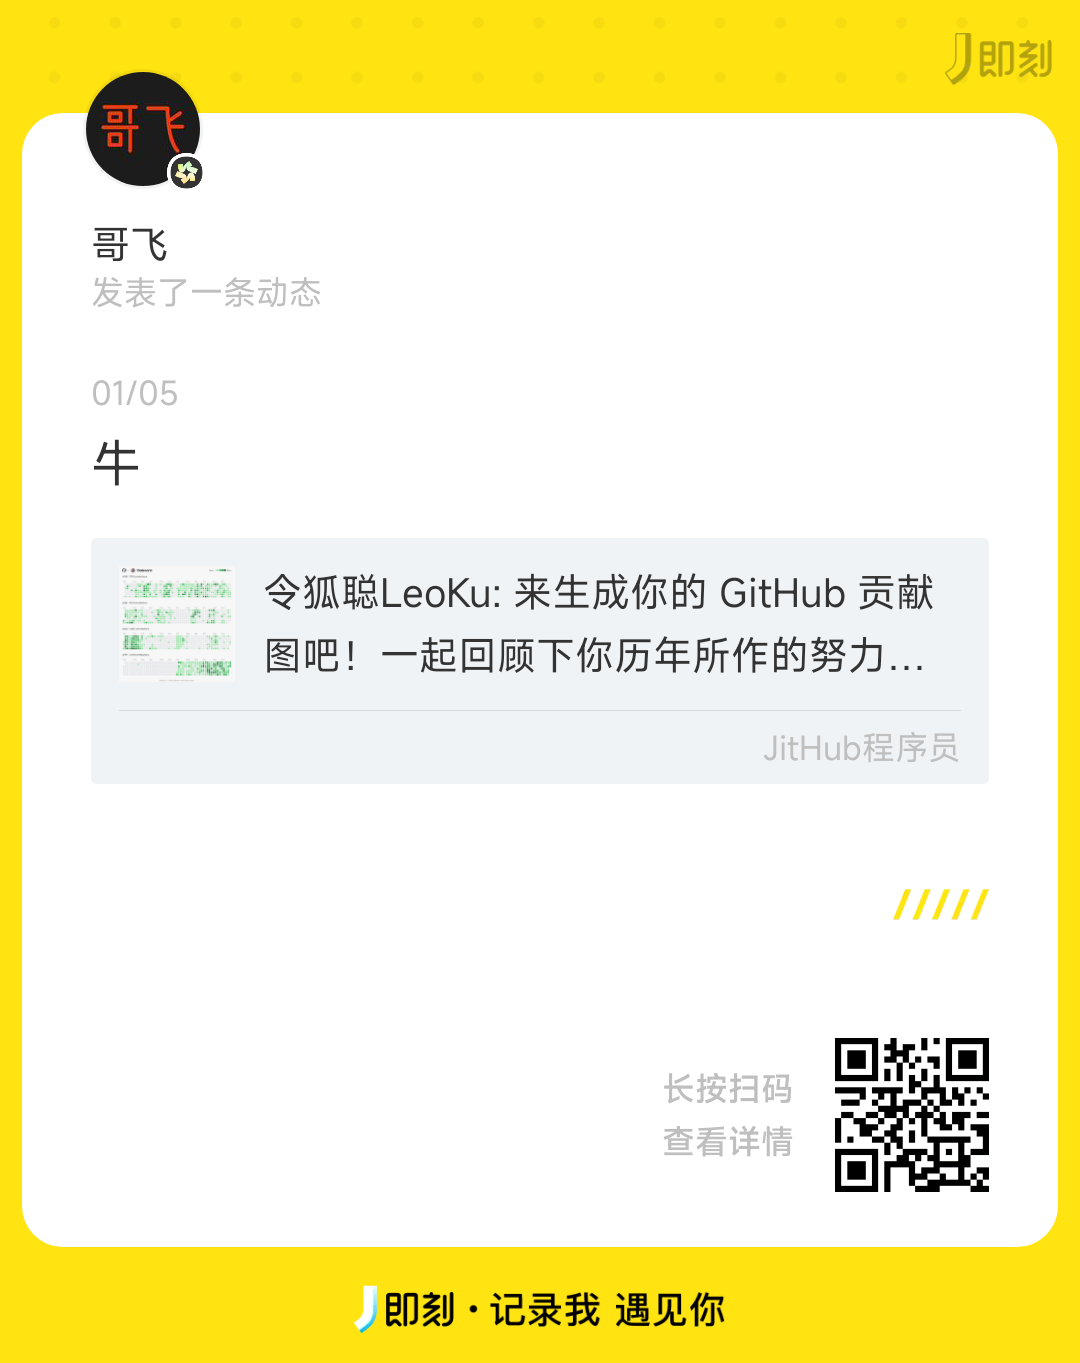 即刻
哥飞
哥飞
发表了一条动态
01/05
牛
令狐聪LeoKu: 来生成你的 GitHub 贡献
图吧！一起回顾下你历年所作的努力...
JitHub程序员
长按扫码
查看详情
即刻·记录我 遇见你